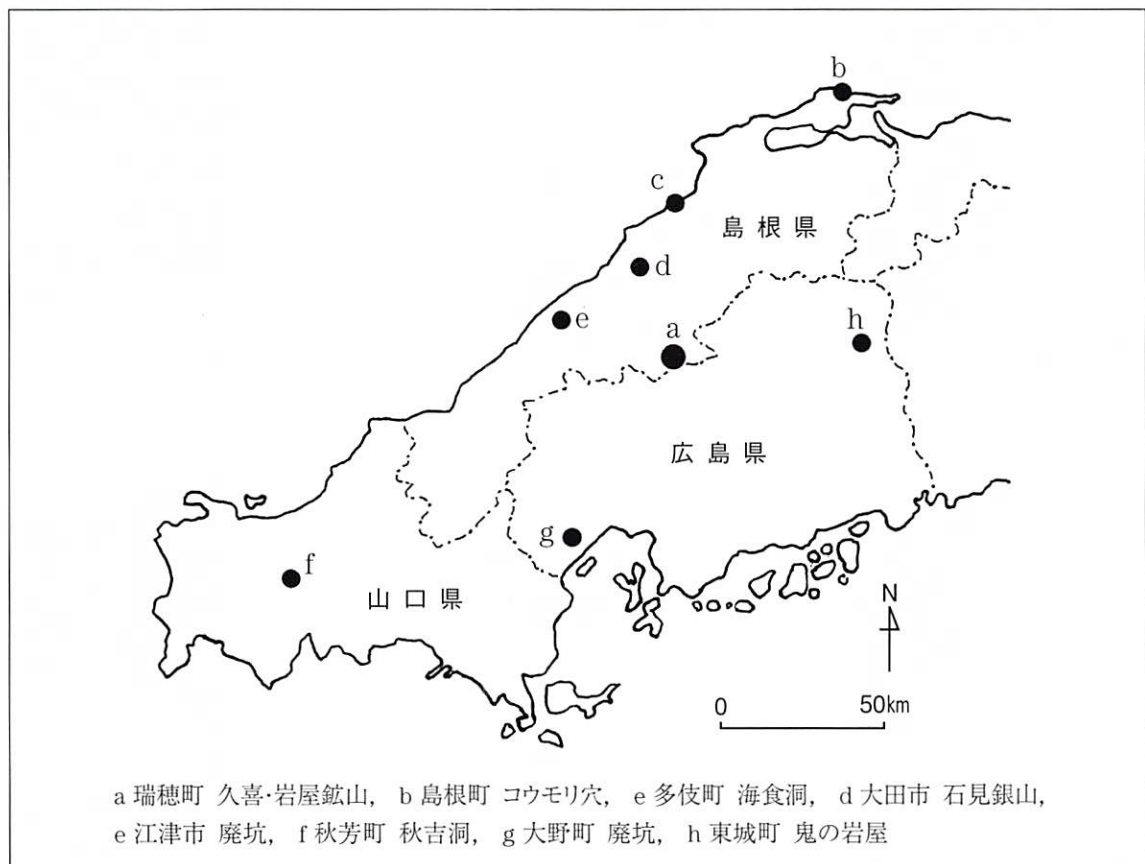 b
c
島根県
d
e
a
h
広島県
g
f
山口県
N
0 50km
a 瑞穂町 久喜・岩屋鉱山, b 島根町 コウモリ穴, e 多伎町 海食洞, d 大田市 石見銀山,
e 江津市 廃坑, f 秋芳町 秋吉洞, g 大野町 廃坑, h 東城町 鬼の岩屋